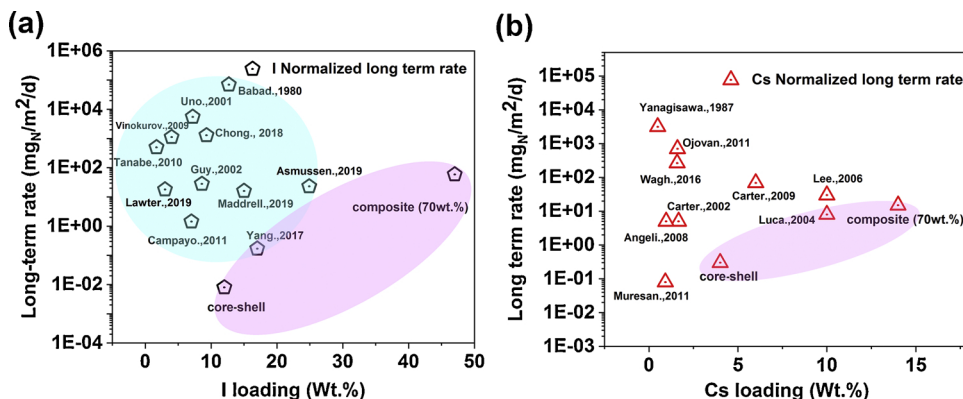 (a)
1E+06
1E+04
1E+02
1E+00
1E-02
1E-04
Long-term rate (mgN/m²/d)
I Normalized long term rate
Babad.,1980
Uno.,2001
Vinokurov.,2009
Chong., 2018
Tanabe.,2010
Guy.,2002
Asmussen.,2019
Lawter.,2019
Maddrell.,2019
composite (70wt.%)
Campayo.,2011
Yang.,2017
core-shell
0 10 20 30 40 50
I loading (Wt.%)
(b)
1E+05
1E+04
1E+03
1E+02
1E+01
1E+00
1E-01
1E-02
1E-03
Long term rate (mgN/m²/d)
Cs Normalized long term rate
Yanagisawa.,1987
Ojovan.,2011
Wagh.,2016
Carter.,2009
Lee.,2006
Carter.,2002
Luca.,2004
composite (70wt.%)
Angeli.,2008
core-shell
Muresan.,2011
0 5 10 15
Cs loading (Wt.%)